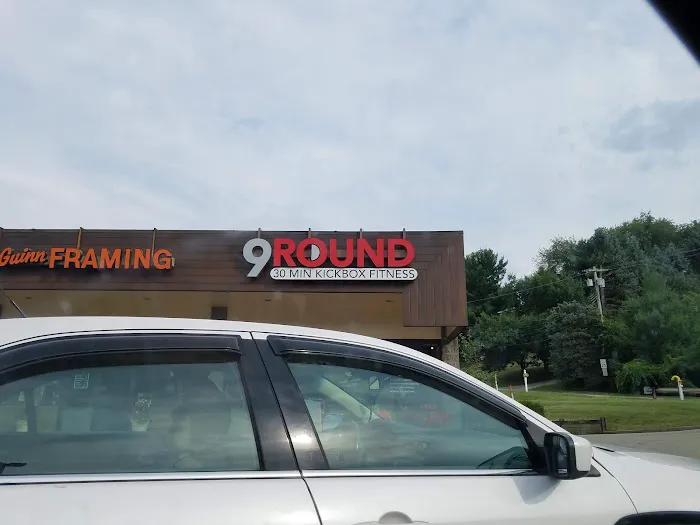 Guinn FRAMING
9ROUND
30 MIN KICKBOX FITNESS